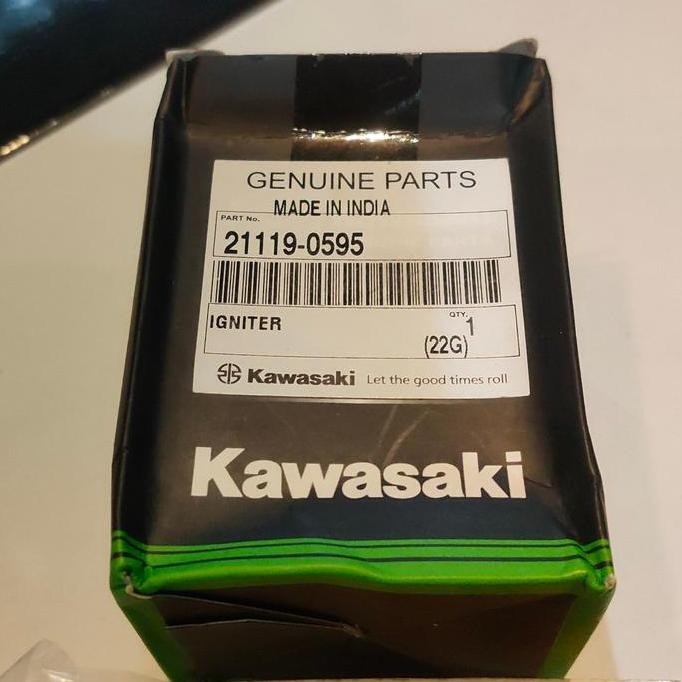 GENUINE PARTS
MADE IN INDIA
PART No.
21119-0595
IGNITER
QTY.
1
(22G)
Kawasaki Let the good times roll
Kawasaki